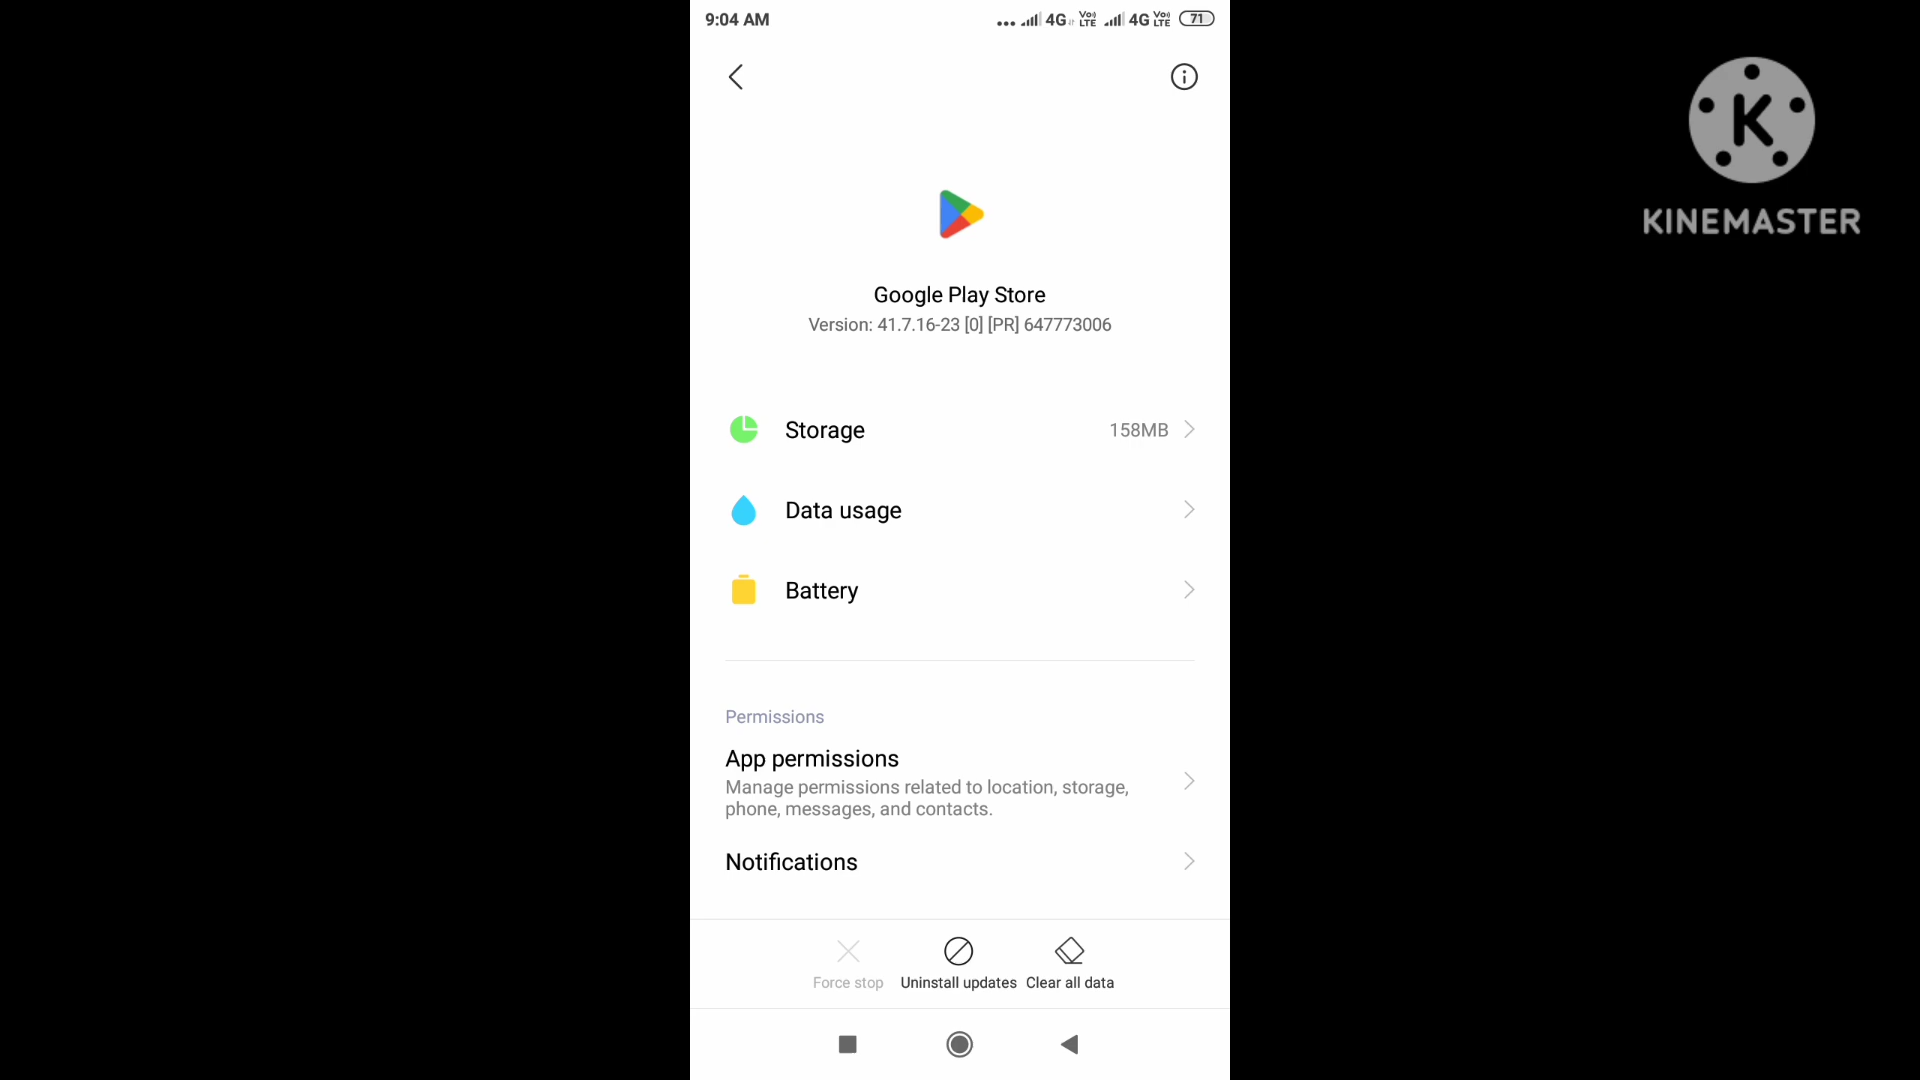 9:04 AM
4G Vo) LTE 4G Vo) LTE 71
K
KINEMASTER
Google Play Store
Version: 41.7.16-23 [0] [PR] 647773006
Storage 158MB
Data usage
Battery
Permissions
App permissions
Manage permissions related to location, storage,
phone, messages, and contacts.
Notifications
Force stop Uninstall updates Clear all data